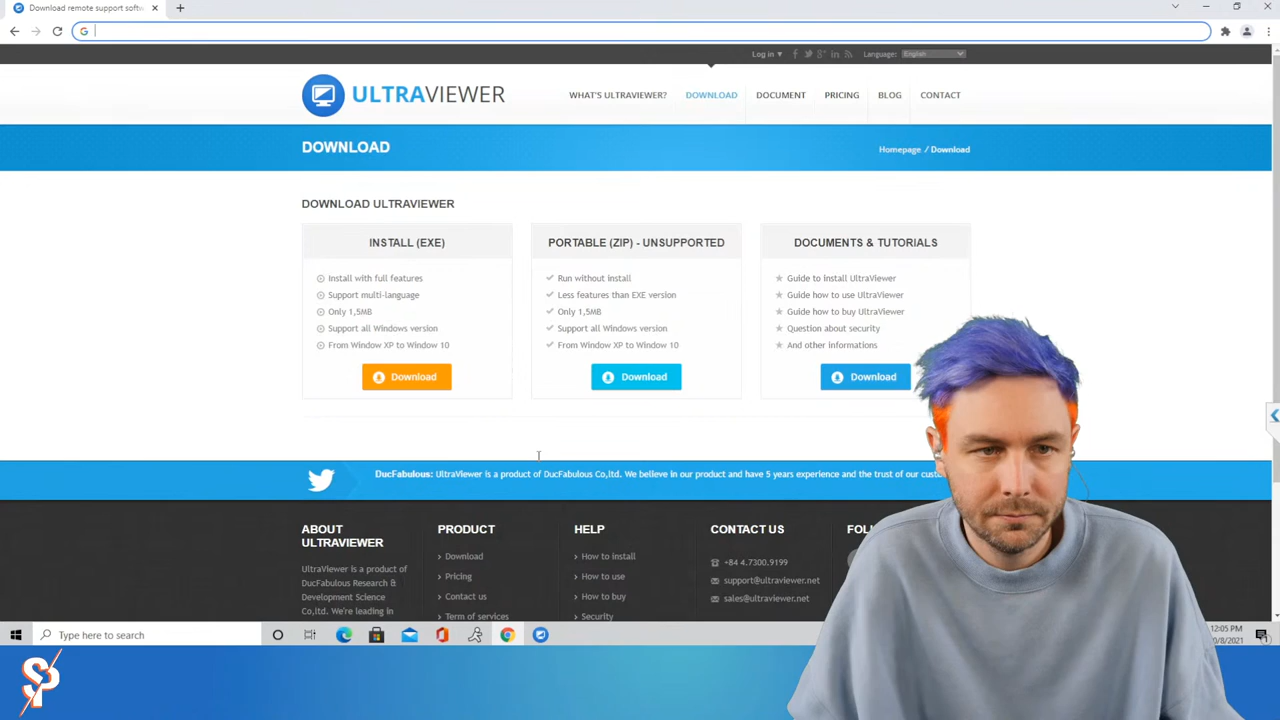 Download remote support softw
Log in ▾
Language: English
ULTRAVIEWER
WHAT'S ULTRAVIEWER?
DOWNLOAD
DOCUMENT
PRICING
BLOG
CONTACT
DOWNLOAD
Homepage / Download
DOWNLOAD ULTRAVIEWER
INSTALL (EXE)
Install with full features
Support multi-language
Only 1,5MB
Support all Windows version
From Window XP to Window 10
Download
PORTABLE (ZIP) - UNSUPPORTED
Run without install
Less features than EXE version
Only 1,5MB
Support all Windows version
From Window XP to Window 10
Download
DOCUMENTS & TUTORIALS
Guide to install UltraViewer
Guide how to use UltraViewer
Guide how to buy UltraViewer
Question about security
And other informations
Download
DucFabulous: UltraViewer is a product of DucFabulous Co,ltd. We believe in our product and have 5 years experience and the trust of our custo
ABOUT
ULTRAVIEWER
UltraViewer is a product of
DucFabulous Research &
Development Science
Co,ltd. We're leading in
PRODUCT
Download
Pricing
Contact us
Term of services
HELP
How to install
How to use
How to buy
Security
CONTACT US
+84 4.7300.9199
support@ultraviewer.net
sales@ultraviewer.net
FOL
Type here to search
12:05 PM
0/8/2021
SP